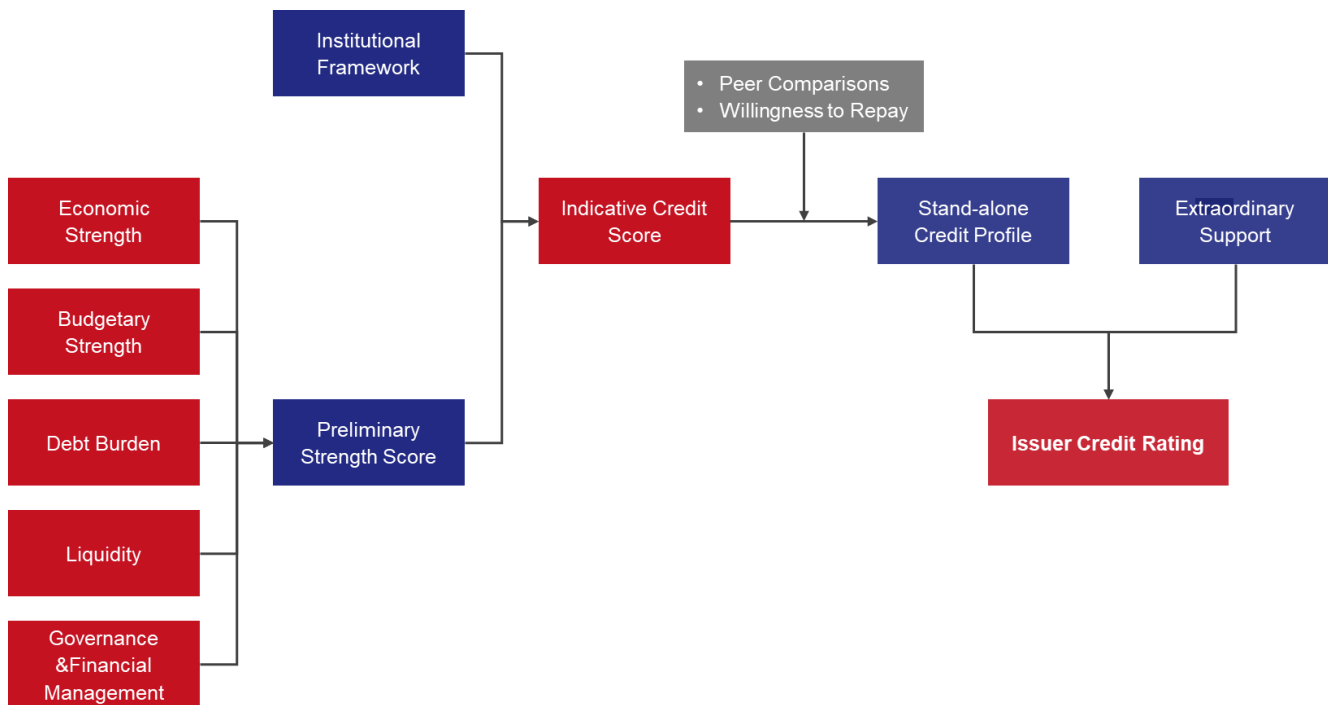 Institutional
Framework
• Peer Comparisons
• Willingness to Repay
Economic
Strength
Indicative Credit
Score
Stand-alone
Credit Profile
Extraordinary
Support
Budgetary
Strength
Debt Burden
Preliminary
Strength Score
Issuer Credit Rating
Liquidity
Governance
&Financial
Management